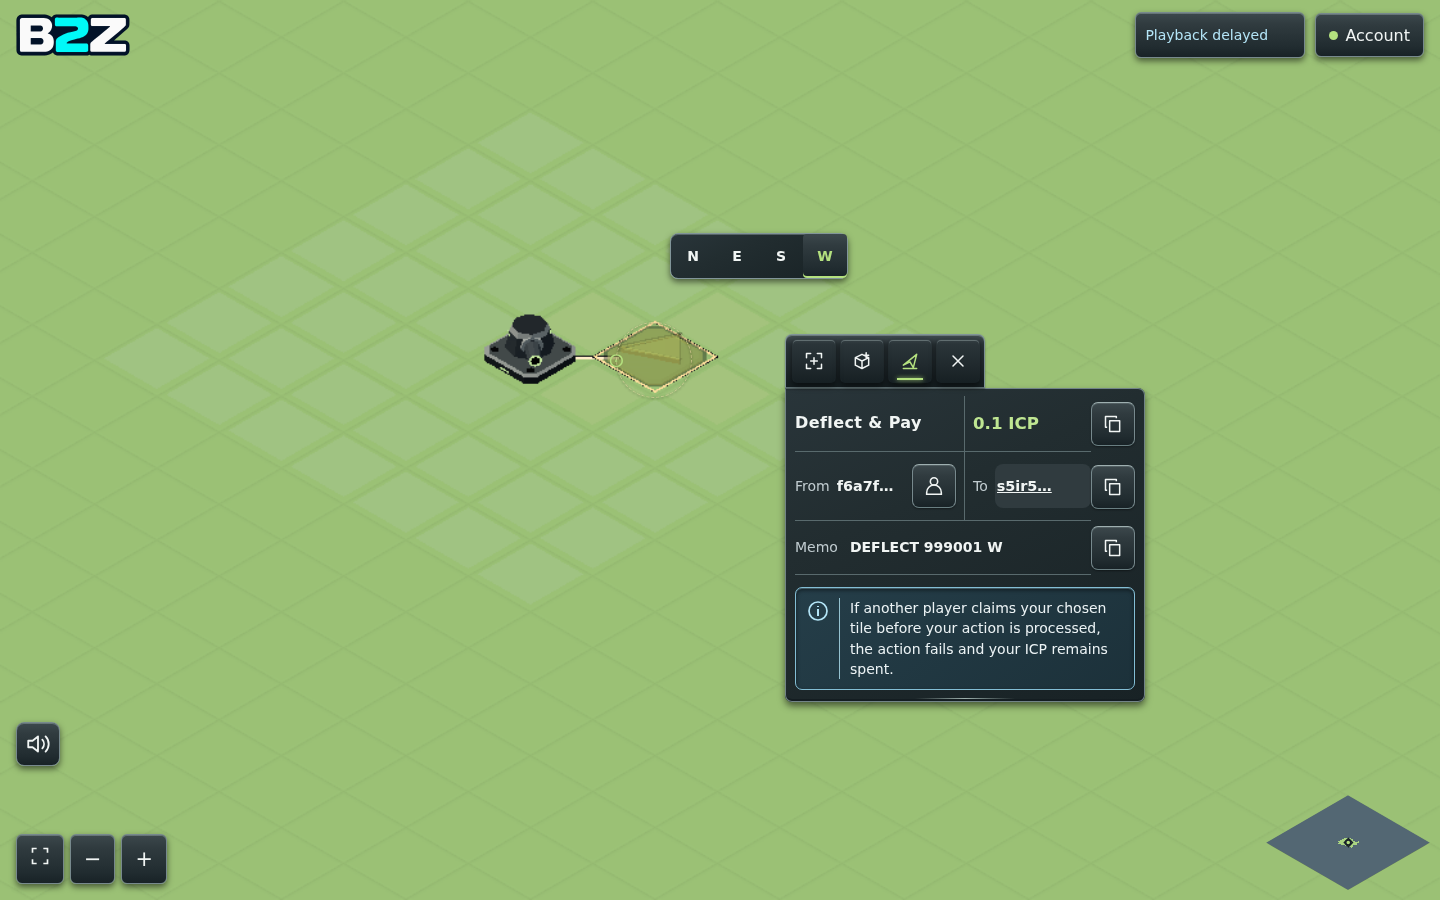 B2Z
Playback delayed
Account
N E S W
Deflect & Pay
0.1 ICP
From f6a7f…
To s5ir5…
Memo DEFLECT 999001 W
If another player claims your chosen
tile before your action is processed,
the action fails and your ICP remains
spent.